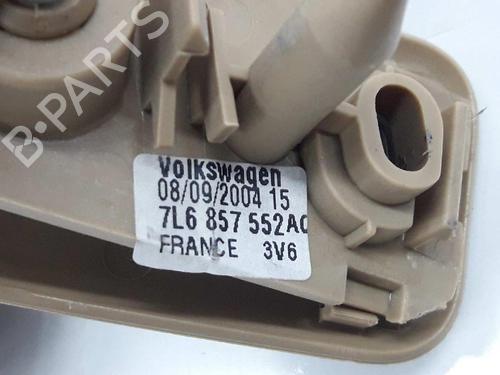 B-PARTS
Volkswagen
08/09/2004 15
7L6 857 552AC
FRANCE 3V6